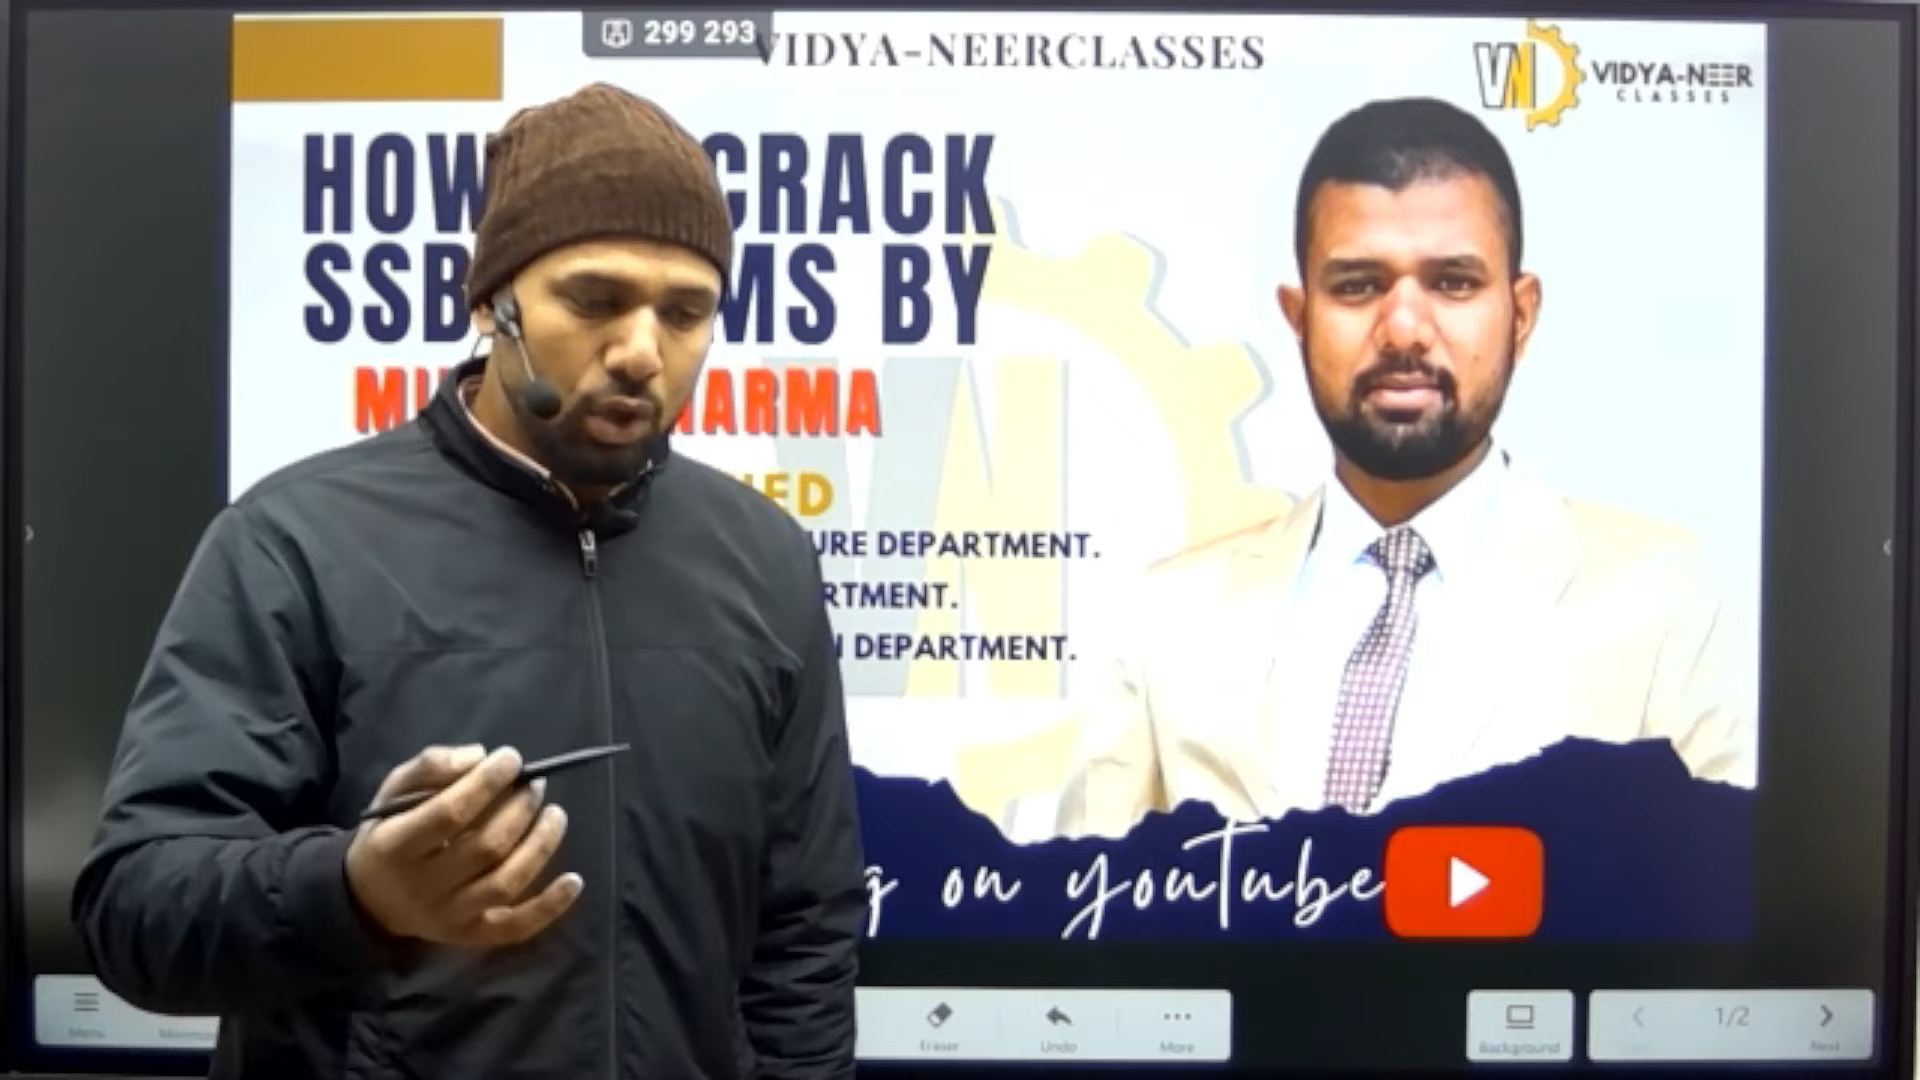 299 293
VIDYA-NEERCLASSES
VIDYA-NEER
CLASSES
HOW CRACK
SSB MS BY
ARMA
ED
URE DEPARTMENT.
RTMENT.
DEPARTMENT.
g on youtube
Menu
Eraser
Undo
More
Background
1/2
Next